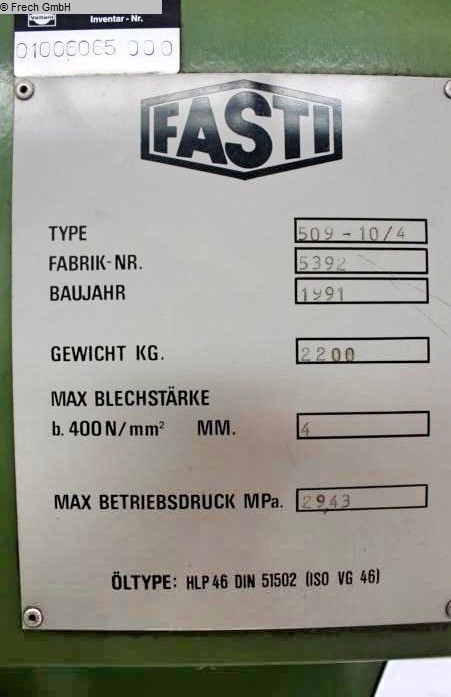 © Frech GmbH
Vaillant
Inventar - Nr.
01006065 000
FASTI
TYPE 509-10/4
FABRIK-NR. 5392
BAUJAHR 1991
GEWICHT KG. 2200
MAX BLECHSTÄRKE
b. 400 N/mm² MM. 4
MAX BETRIEBSDRUCK MPa. 29,43
ÖLTYPE: HLP 46 DIN 51502 (ISO VG 46)